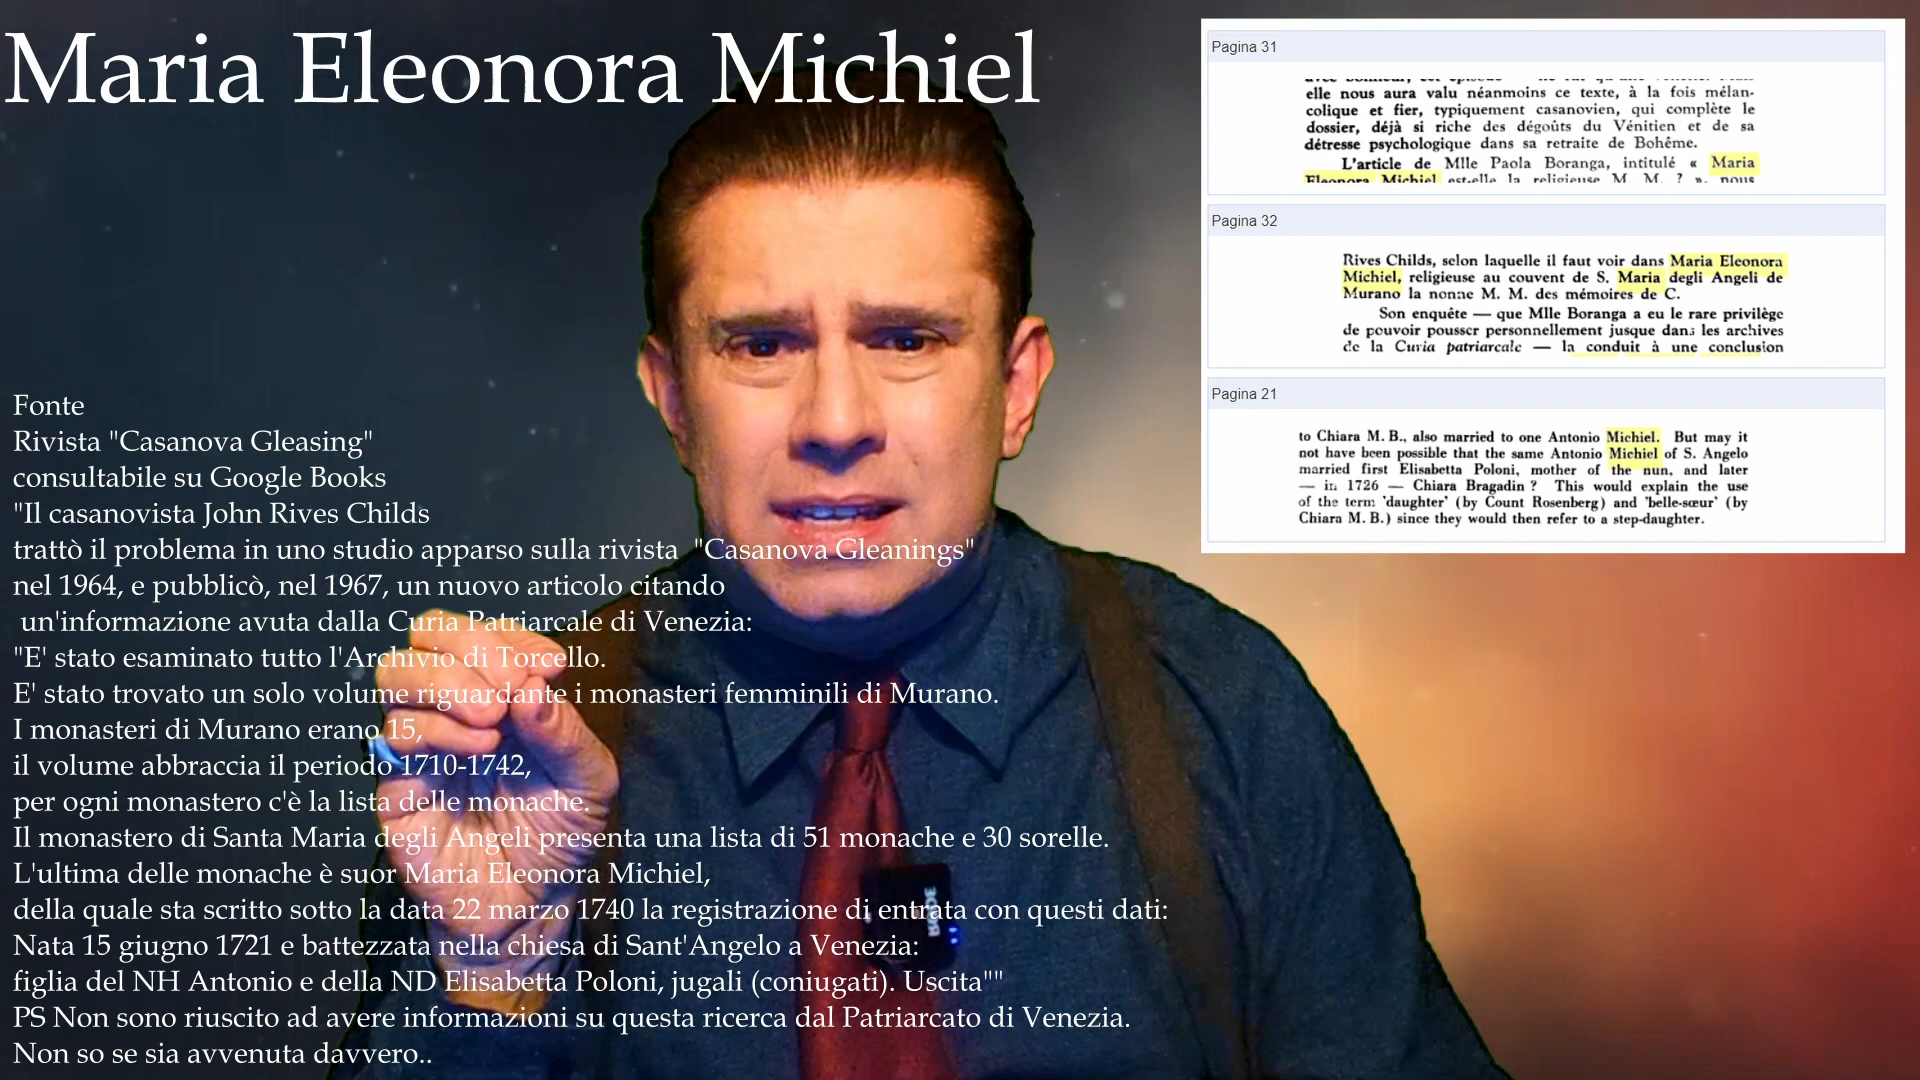 Maria Eleonora Michiel
Fonte
Rivista "Casanova Gleasing"
consultabile su Google Books
"Il casanovista John Rives Childs
trattò il problema in uno studio apparso sulla rivista  "Casanova Gleanings"
nel 1964, e pubblicò, nel 1967, un nuovo articolo citando
un'informazione avuta dalla Curia Patriarcale di Venezia:
"E' stato esaminato tutto l'Archivio di Torcello.
E' stato trovato un solo volume riguardante i monasteri femminili di Murano.
I monasteri di Murano erano 15,
il volume abbraccia il periodo 1710-1742,
per ogni monastero c'è la lista delle monache.
Il monastero di Santa Maria degli Angeli presenta una lista di 51 monache e 30 sorelle.
L'ultima delle monache è suor Maria Eleonora Michiel,
della quale sta scritto sotto la data 22 marzo 1740 la registrazione di entrata con questi dati:
Nata 15 giugno 1721 e battezzata nella chiesa di Sant'Angelo a Venezia:
figlia del NH Antonio e della ND Elisabetta Poloni, jugali (coniugati). Uscita""
PS Non sono riuscito ad avere informazioni su questa ricerca dal Patriarcato di Venezia.
Non so se sia avvenuta davvero..
Pagina 31
elle nous aura valu néanmoins ce texte, à la fois mélan-
colique et fier, typiquement casanovien, qui complète le
dossier, déjà si riche des dégoûts du Vénitien et de sa
détresse psychologique dans sa retraite de Bohême.
L'article de Mlle Paola Boranga, intitulé « Maria
Eleonora Michiel est-elle la religieuse M. M. ? », nous
Pagina 32
Rives Childs, selon laquelle il faut voir dans Maria Eleonora
Michiel, religieuse au couvent de S. Maria degli Angeli de
Murano la nonne M. M. des mémoires de C.
Son enquête — que Mlle Boranga a eu le rare privilège
de pouvoir pousser personnellement jusque dans les archives
de la Curia patriarcale — la conduit à une conclusion
Pagina 21
to Chiara M. B., also married to one Antonio Michiel. But may it
not have been possible that the same Antonio Michiel of S. Angelo
married first Elisabetta Poloni, mother of the nun, and later
— in 1726 — Chiara Bragadin ? This would explain the use
of the term 'daughter' (by Count Rosenberg) and 'belle-sœur' (by
Chiara M. B.) since they would then refer to a step-daughter.